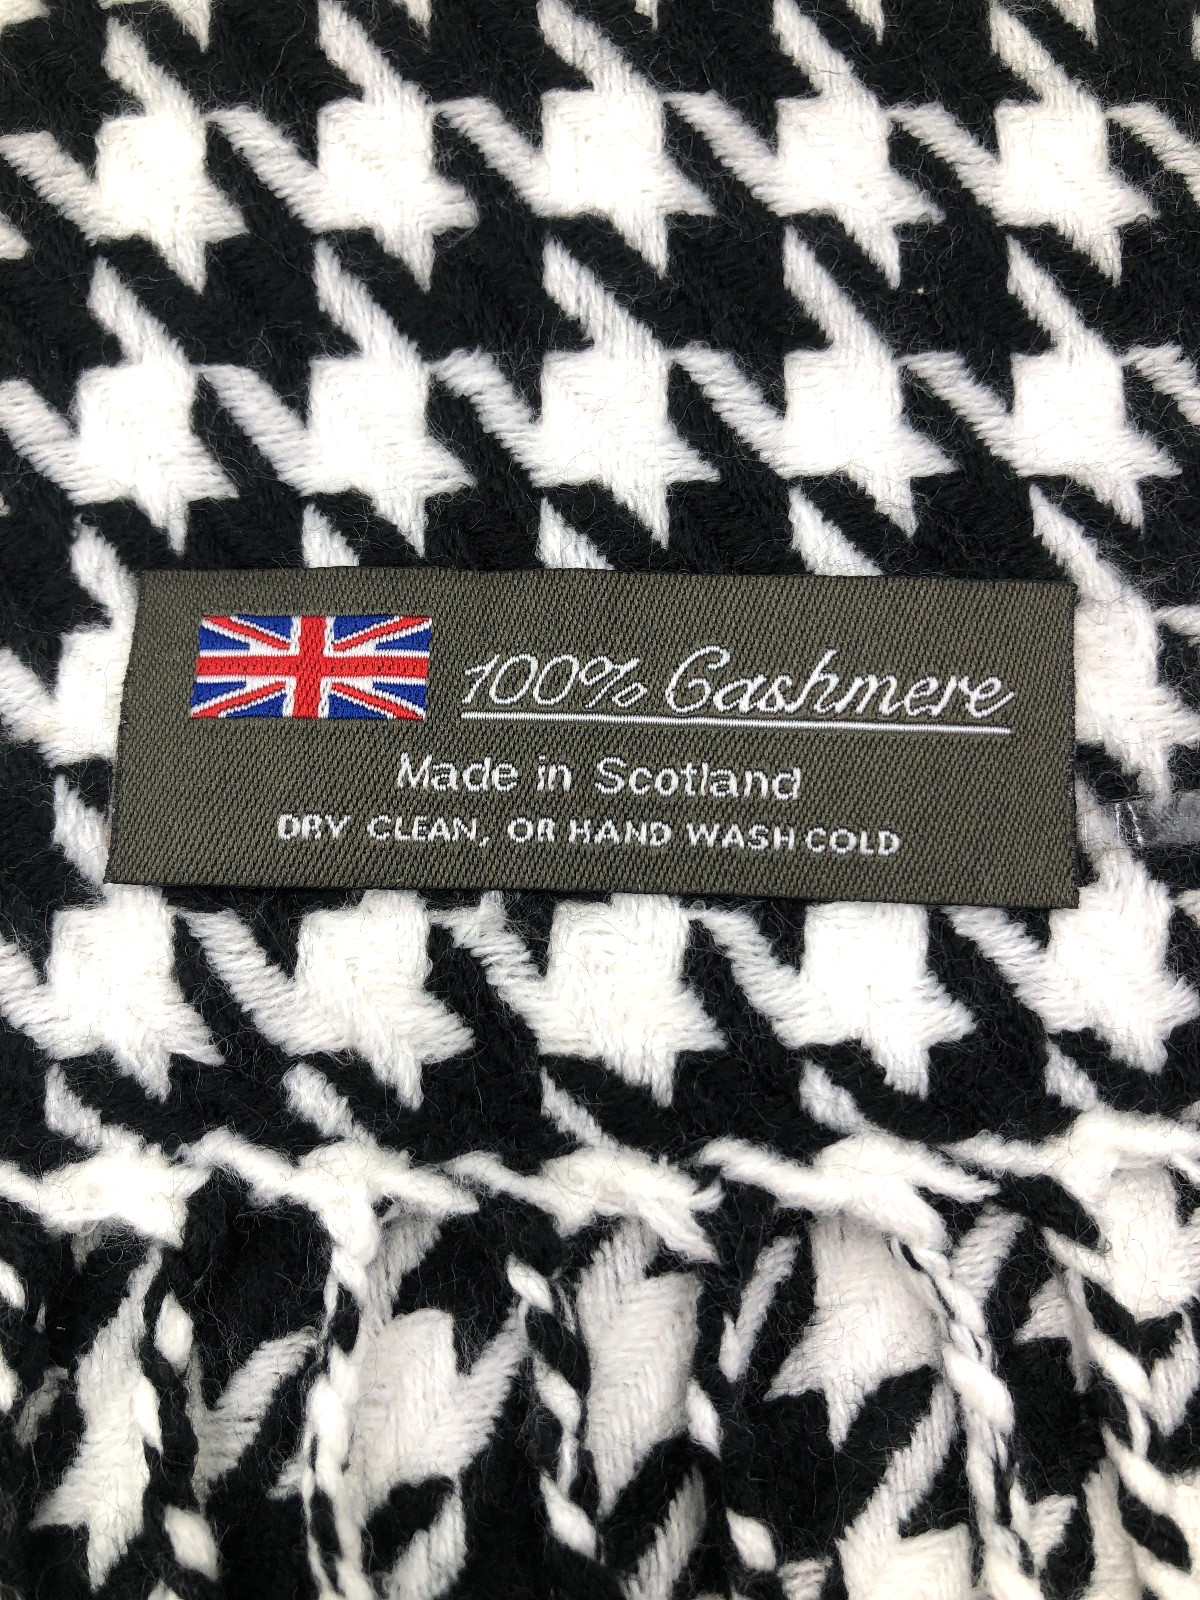 100% Cashmere
Made in Scotland
DRY CLEAN, OR HAND WASH COLD